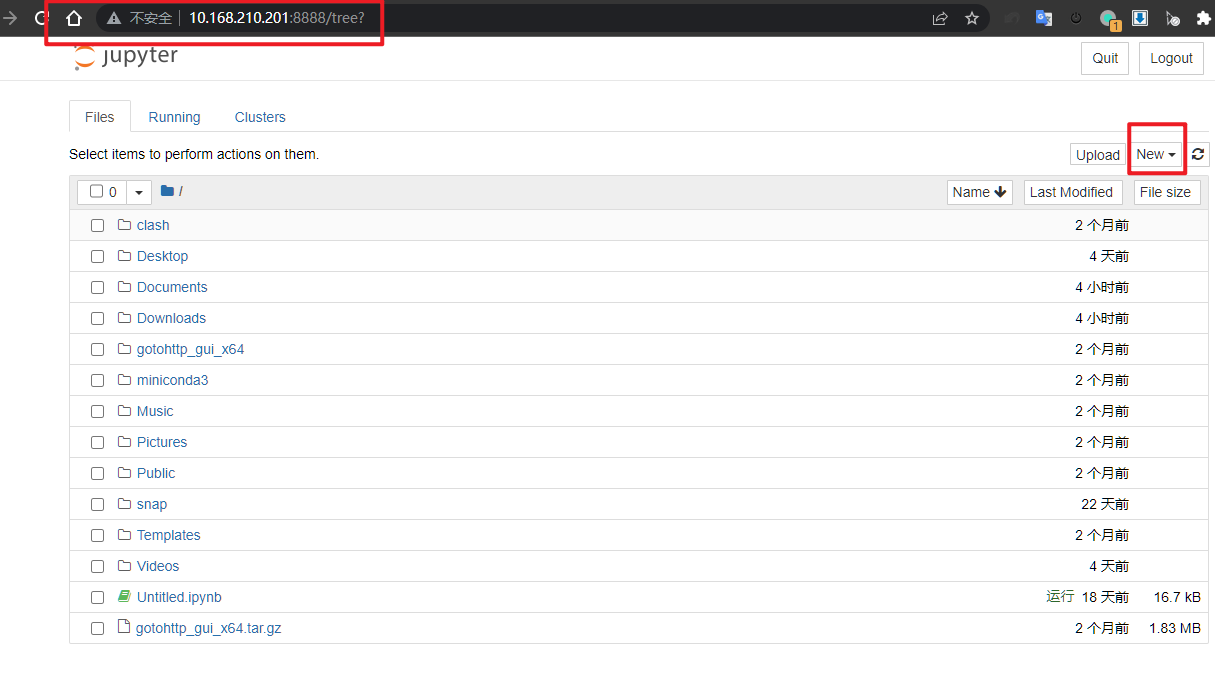 不安全 10.168.210.201:8888/tree?
1
jupyter
Quit Logout
Files Running Clusters
Select items to perform actions on them.
Upload New
0 / Name Last Modified File size
clash 2 个月前
Desktop 4 天前
Documents 4 小时前
Downloads 4 小时前
gotohttp_gui_x64 2 个月前
miniconda3 2 个月前
Music 2 个月前
Pictures 2 个月前
Public 2 个月前
snap 22 天前
Templates 2 个月前
Videos 4 天前
Untitled.ipynb 运行 18 天前 16.7 kB
gotohttp_gui_x64.tar.gz 2 个月前 1.83 MB